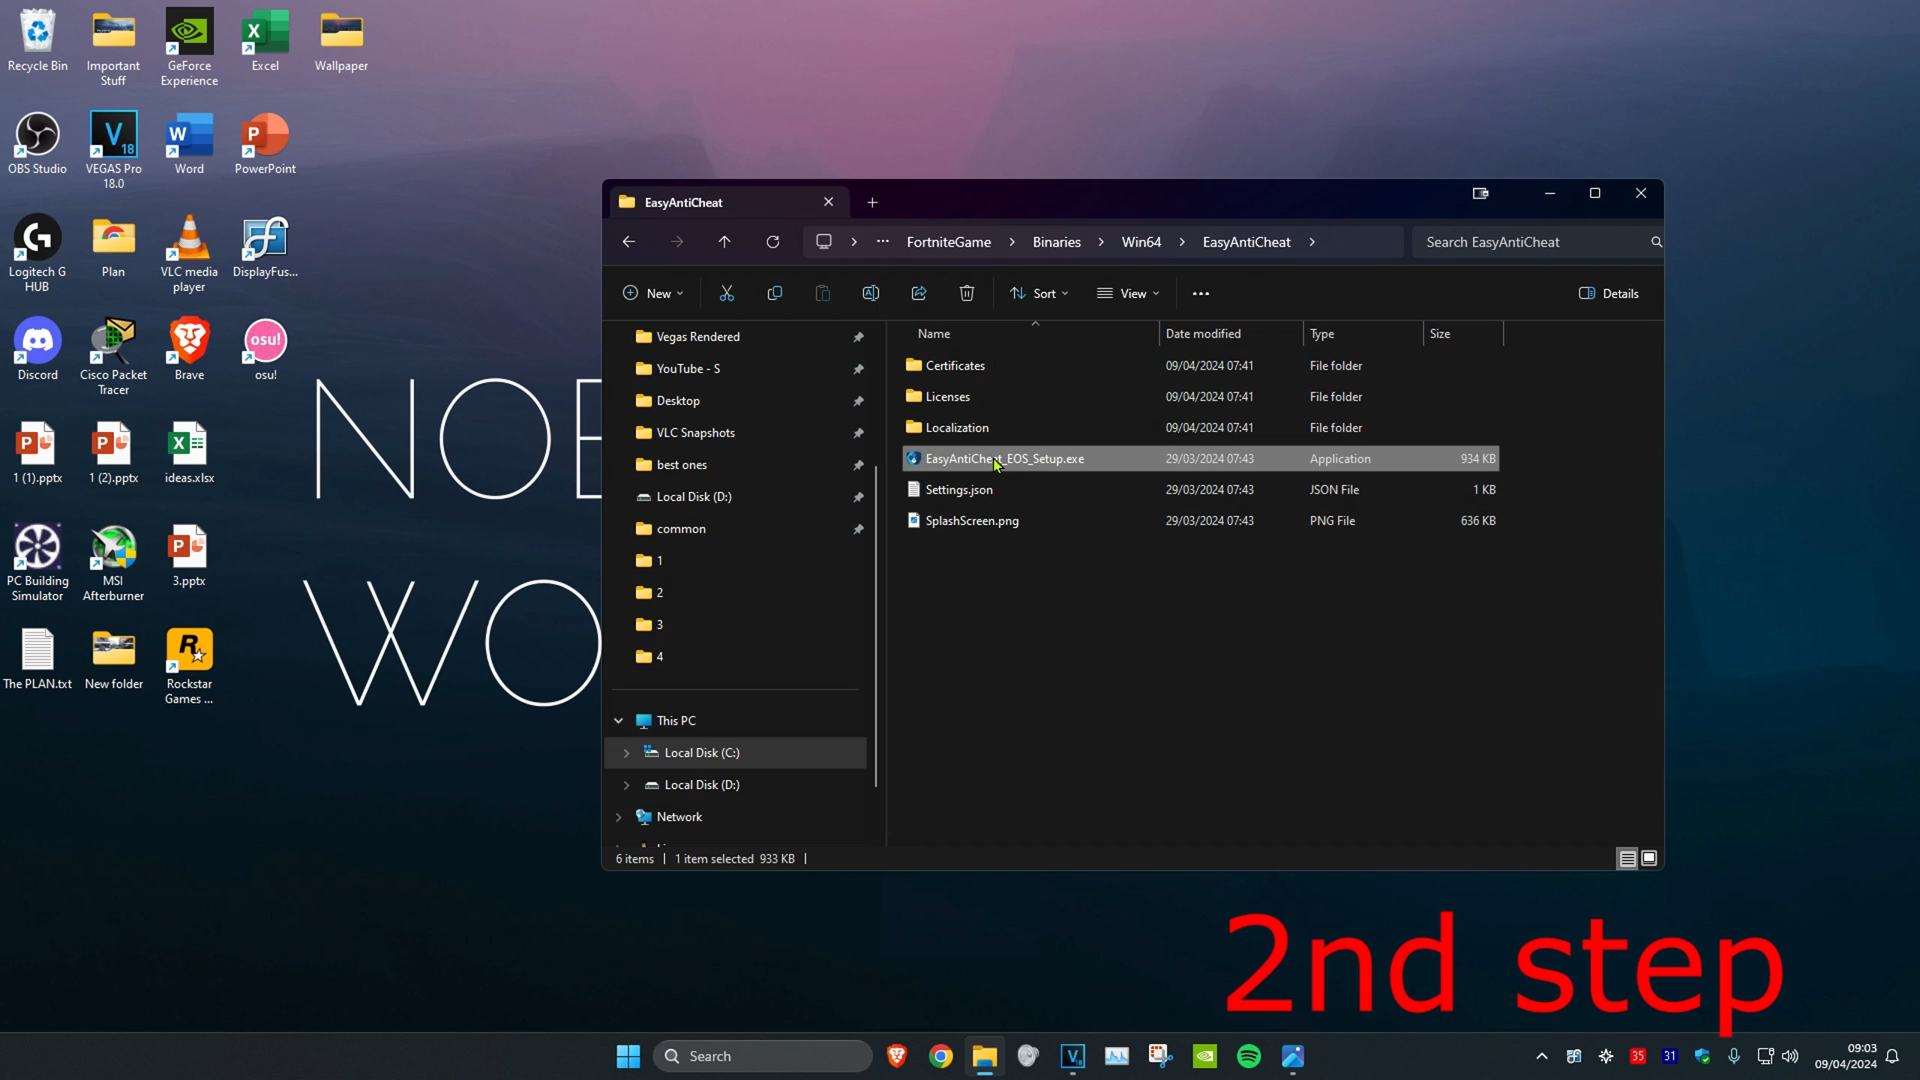 Recycle Bin
Important Stuff
GeForce Experience
Excel
Wallpaper
OBS Studio
VEGAS Pro 18.0
Word
PowerPoint
Logitech G HUB
Plan
VLC media player
DisplayFus...
Discord
Cisco Packet Tracer
Brave
osu!
osu!
1 (1).pptx
1 (2).pptx
ideas.xlsx
PC Building Simulator
MSI Afterburner
3.pptx
The PLAN.txt
New folder
Rockstar Games ...
NO
WO
EasyAntiCheat
FortniteGame
Binaries
Win64
EasyAntiCheat
Search EasyAntiCheat
New
Sort
View
Details
Vegas Rendered
YouTube - S
Desktop
VLC Snapshots
best ones
Local Disk (D:)
common
1
2
3
4
This PC
Local Disk (C:)
Local Disk (D:)
Network
Name Date modified Type Size
Certificates 09/04/2024 07:41 File folder
Licenses 09/04/2024 07:41 File folder
Localization 09/04/2024 07:41 File folder
EasyAntiCheat_EOS_Setup.exe 29/03/2024 07:43 Application 934 KB
Settings.json 29/03/2024 07:43 JSON File 1 KB
SplashScreen.png 29/03/2024 07:43 PNG File 636 KB
6 items 1 item selected 933 KB
2nd step
Search
35
31
09:03
09/04/2024